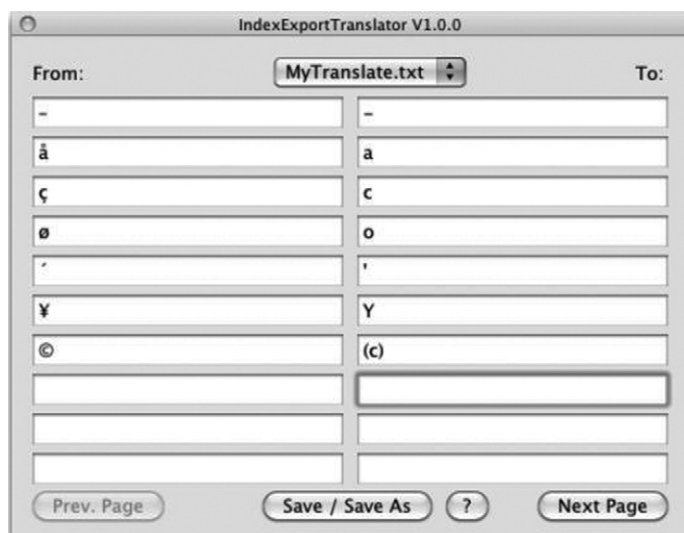 IndexExportTranslator V1.0.0
From: MyTranslate.txt To:
– -
å a
ç c
ø o
´ '
¥ Y
© (c)
Prev. Page Save / Save As ? Next Page